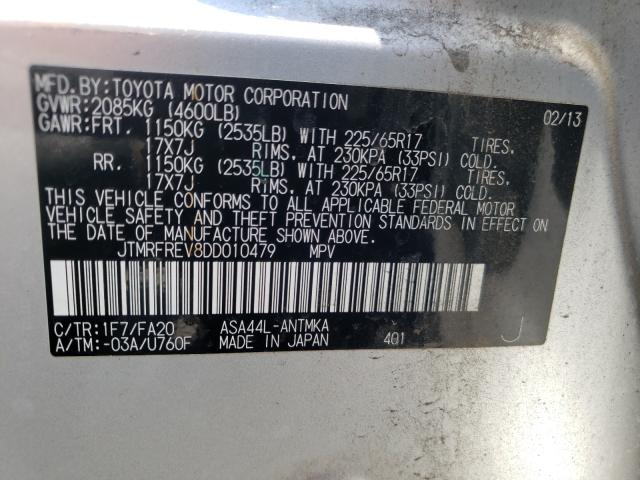 MFD.BY:TOYOTA MOTOR CORPORATION 02/13
GVWR:2085KG (4600LB)
GAWR:FRT. 1150KG (2535LB) WITH 225/65R17 TIRES.
17X7J RIMS. AT 230KPA (33PSI) COLD.
RR. 1150KG (2535LB) WITH 225/65R17 TIRES.
17X7J RIMS. AT 230KPA (33PSI) COLD.
THIS VEHICLE CONFORMS TO ALL APPLICABLE FEDERAL MOTOR
VEHICLE SAFETY AND THEFT PREVENTION STANDARDS IN EFFECT ON
THE DATE OF MANUFACTURE SHOWN ABOVE.
JTMRFREV8DD010479 MPV
C/TR:1F7/FA20 ASA44L-ANTMKA
A/TM:-03A/U760F MADE IN JAPAN 401 J